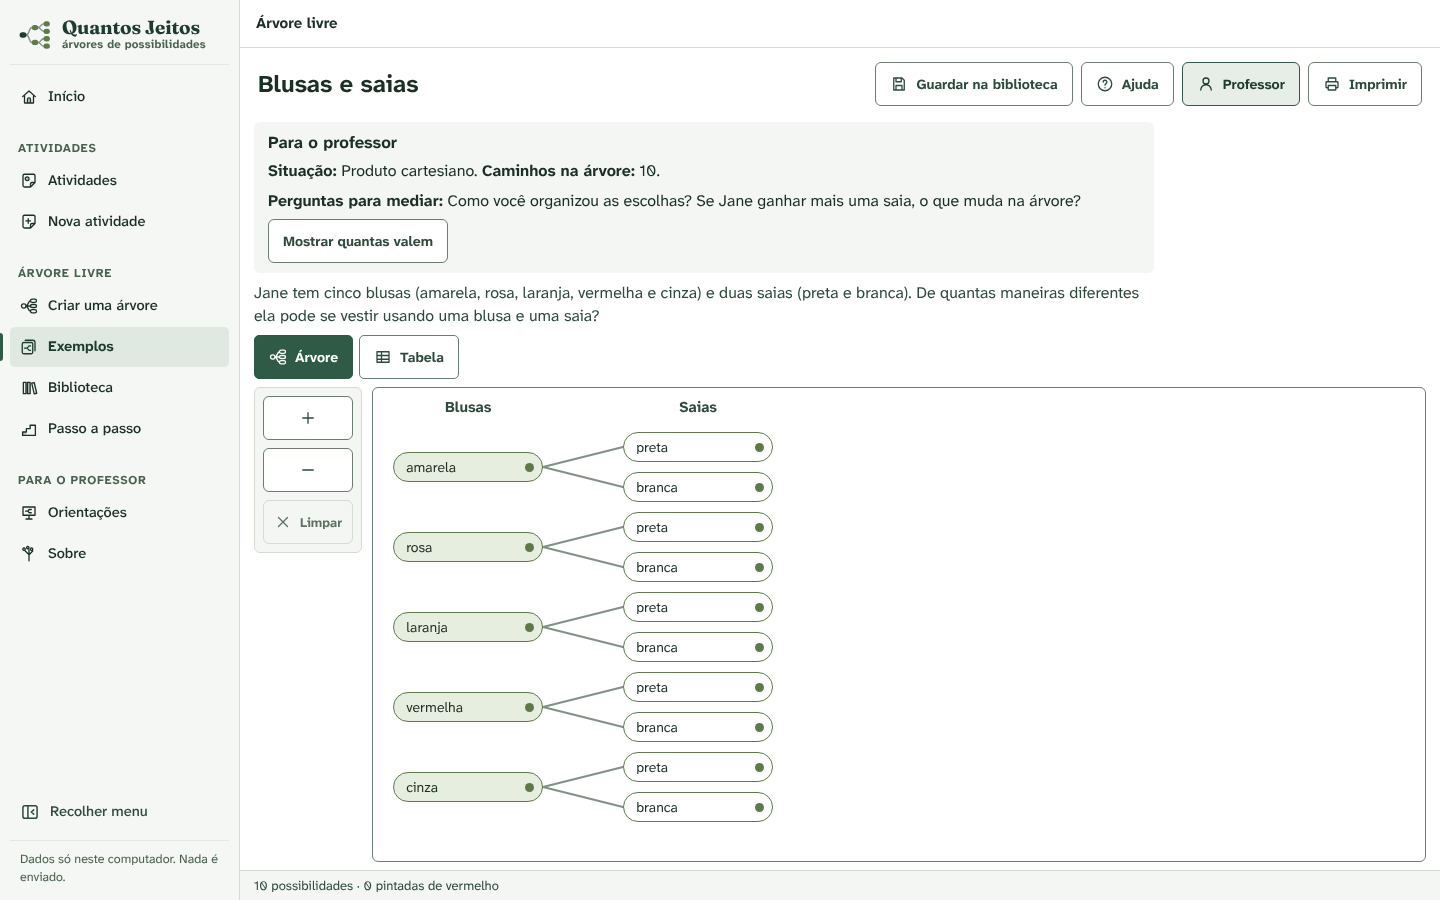 Quantos Jeitos
árvores de possibilidades
Início
ATIVIDADES
Atividades
Nova atividade
ÁRVORE LIVRE
Criar uma árvore
Exemplos
Biblioteca
Passo a passo
PARA O PROFESSOR
Orientações
Sobre
Recolher menu
Dados só neste computador. Nada é
enviado.
Árvore livre
Blusas e saias
Guardar na biblioteca
Ajuda
Professor
Imprimir
Para o professor
Situação: Produto cartesiano. Caminhos na árvore: 10.
Perguntas para mediar: Como você organizou as escolhas? Se Jane ganhar mais uma saia, o que muda na árvore?
Mostrar quantas valem
Jane tem cinco blusas (amarela, rosa, laranja, vermelha e cinza) e duas saias (preta e branca). De quantas maneiras diferentes
ela pode se vestir usando uma blusa e uma saia?
Árvore
Tabela
+
−
Limpar
Blusas
Saias
amarela
preta
branca
rosa
preta
branca
laranja
preta
branca
vermelha
preta
branca
cinza
preta
branca
10 possibilidades · 0 pintadas de vermelho